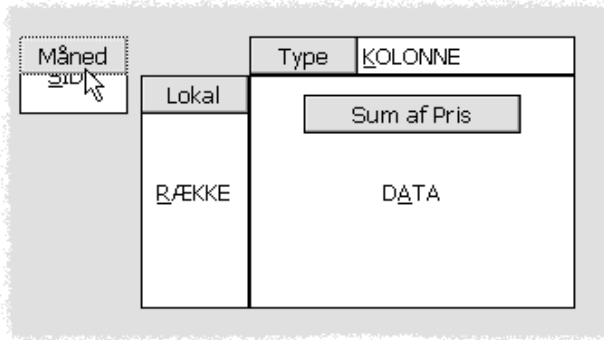 Måned
Type KOLONNE
Lokal
Sum af Pris
RÆKKE
DATA